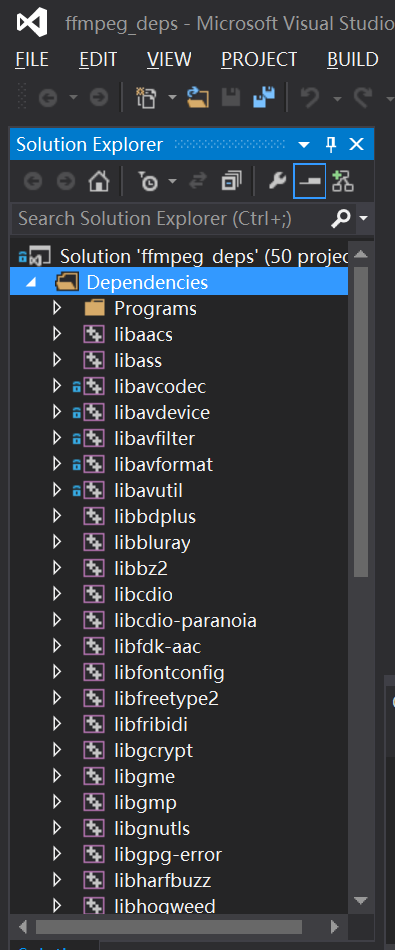 ffmpeg_deps - Microsoft Visual Studio
FILE EDIT VIEW PROJECT BUILD
Solution Explorer
Search Solution Explorer (Ctrl+;)
Solution 'ffmpeg_deps' (50 projec
Dependencies
Programs
libaacs
libass
libavcodec
libavdevice
libavfilter
libavformat
libavutil
libbdplus
libbluray
libbz2
libcdio
libcdio-paranoia
libfdk-aac
libfontconfig
libfreetype2
libfribidi
libgcrypt
libgme
libgmp
libgnutls
libgpg-error
libharfbuzz
libhogweed